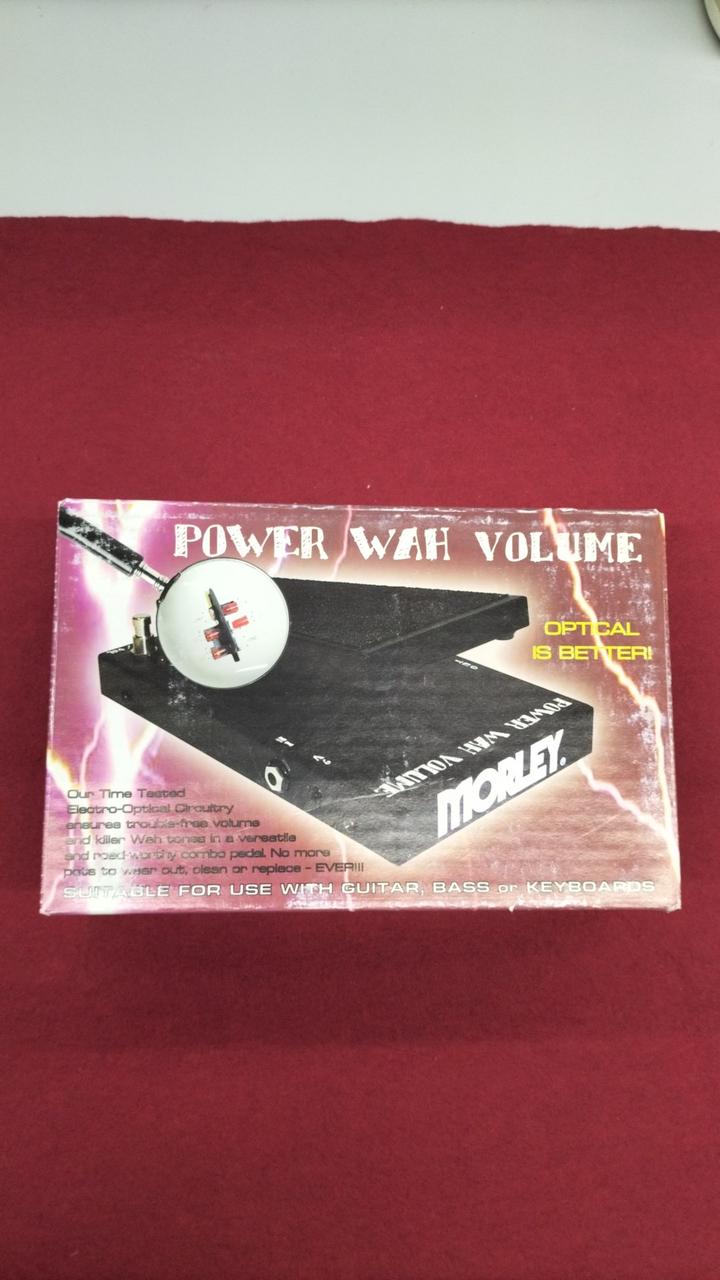 POWER WAH VOLUME
OPTICAL
IS BETTER!
POWER WAH VOLUME
MORLEY®
Our Time Tested
Electro-Optical Circuitry
ensures trouble-free volume
and killer Wah tones in a versatile
and road-worthy combo pedal. No more
pots to wear out, clean or replace - EVER!!!
SUITABLE FOR USE WITH GUITAR, BASS or KEYBOARDS